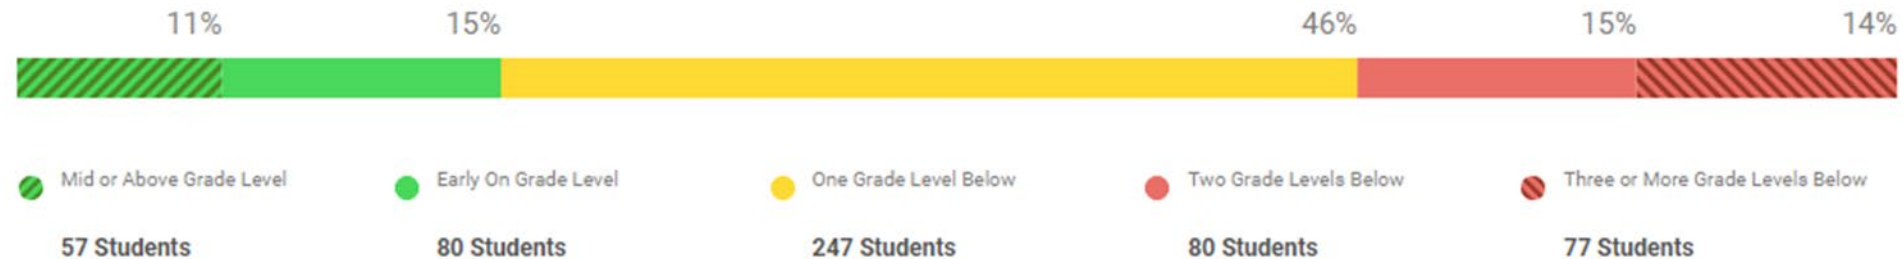 11% 15% 46% 15% 14%
Mid or Above Grade Level Early On Grade Level One Grade Level Below Two Grade Levels Below Three or More Grade Levels Below
57 Students 80 Students 247 Students 80 Students 77 Students